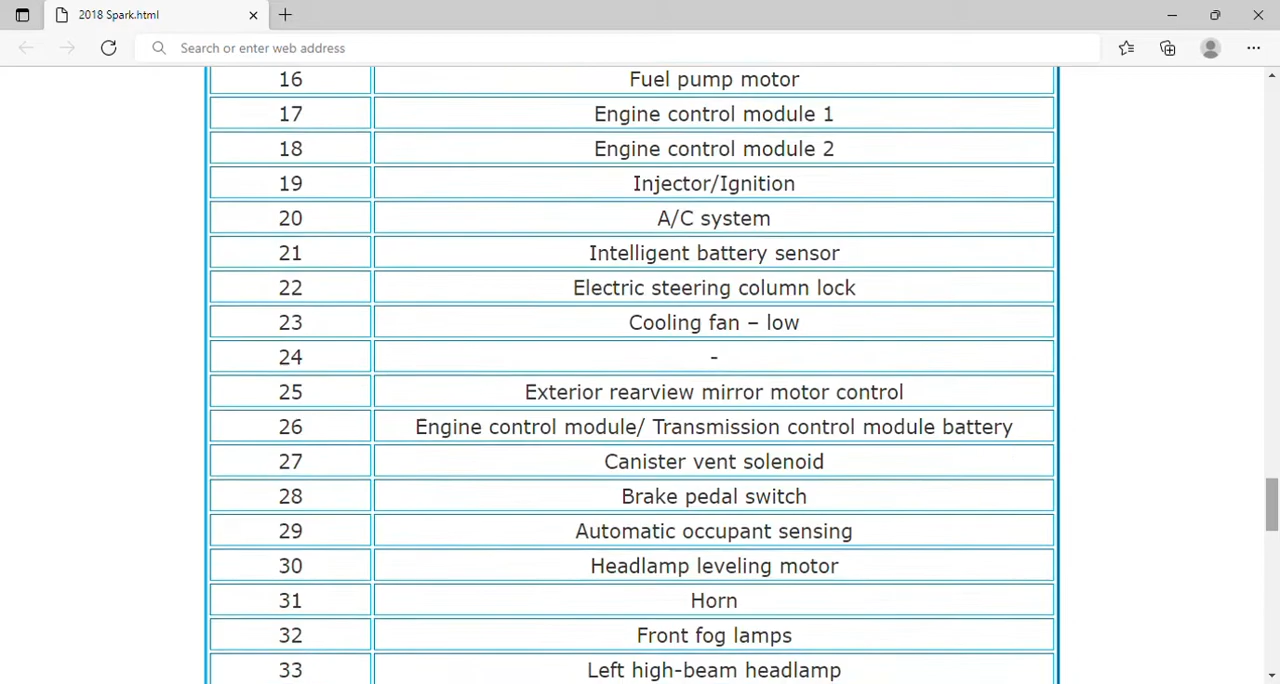 2018 Spark.html
Search or enter web address
16 Fuel pump motor
17 Engine control module 1
18 Engine control module 2
19 Injector/Ignition
20 A/C system
21 Intelligent battery sensor
22 Electric steering column lock
23 Cooling fan – low
24 -
25 Exterior rearview mirror motor control
26 Engine control module/ Transmission control module battery
27 Canister vent solenoid
28 Brake pedal switch
29 Automatic occupant sensing
30 Headlamp leveling motor
31 Horn
32 Front fog lamps
33 Left high-beam headlamp